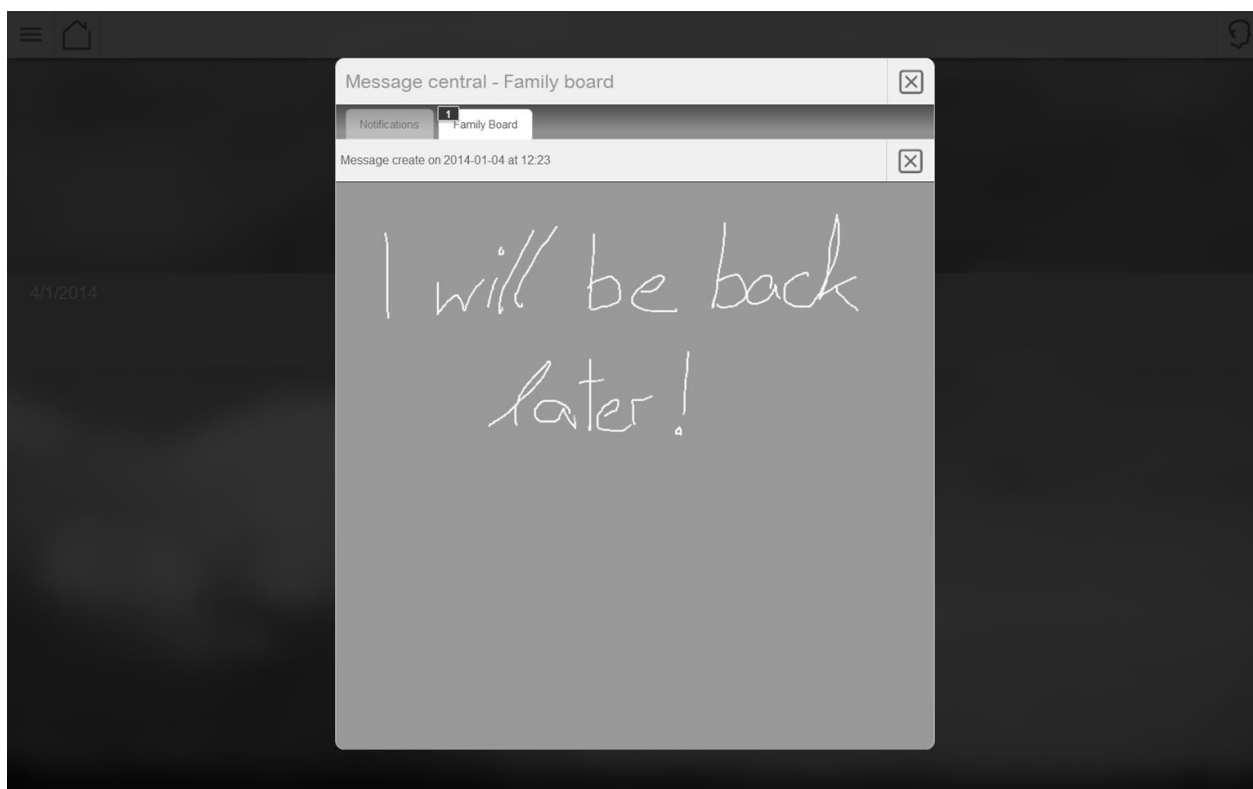 Message central - Family board
Notifications
1
Family Board
Message create on 2014-01-04 at 12:23
I will be back
later!
4/1/2014